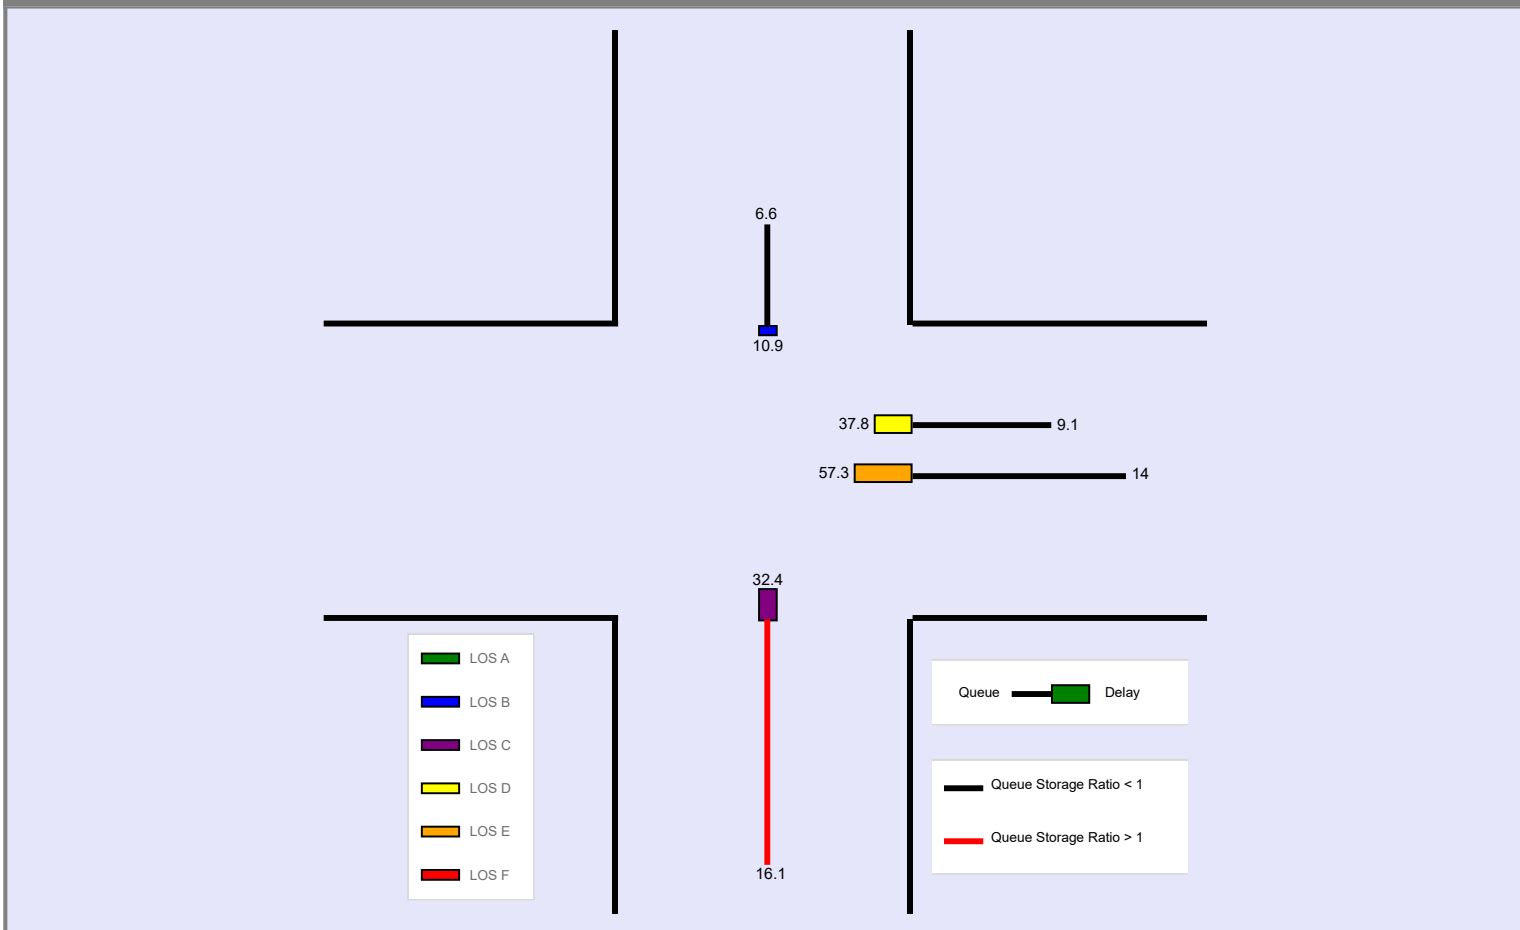 6.6
10.9
37.8
9.1
57.3
14
32.4
16.1
LOS A
LOS B
LOS C
LOS D
LOS E
LOS F
Queue Delay
Queue Storage Ratio < 1
Queue Storage Ratio > 1